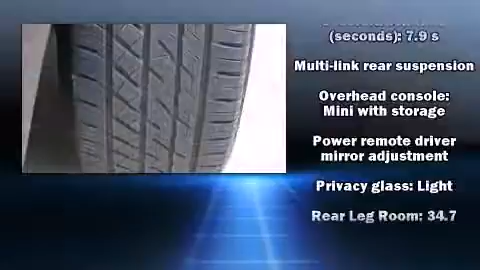 (seconds): 7.9 s
Multi-link rear suspension
Overhead console:
Mini with storage
Power remote driver
mirror adjustment
Privacy glass: Light
Rear Leg Room: 34.7